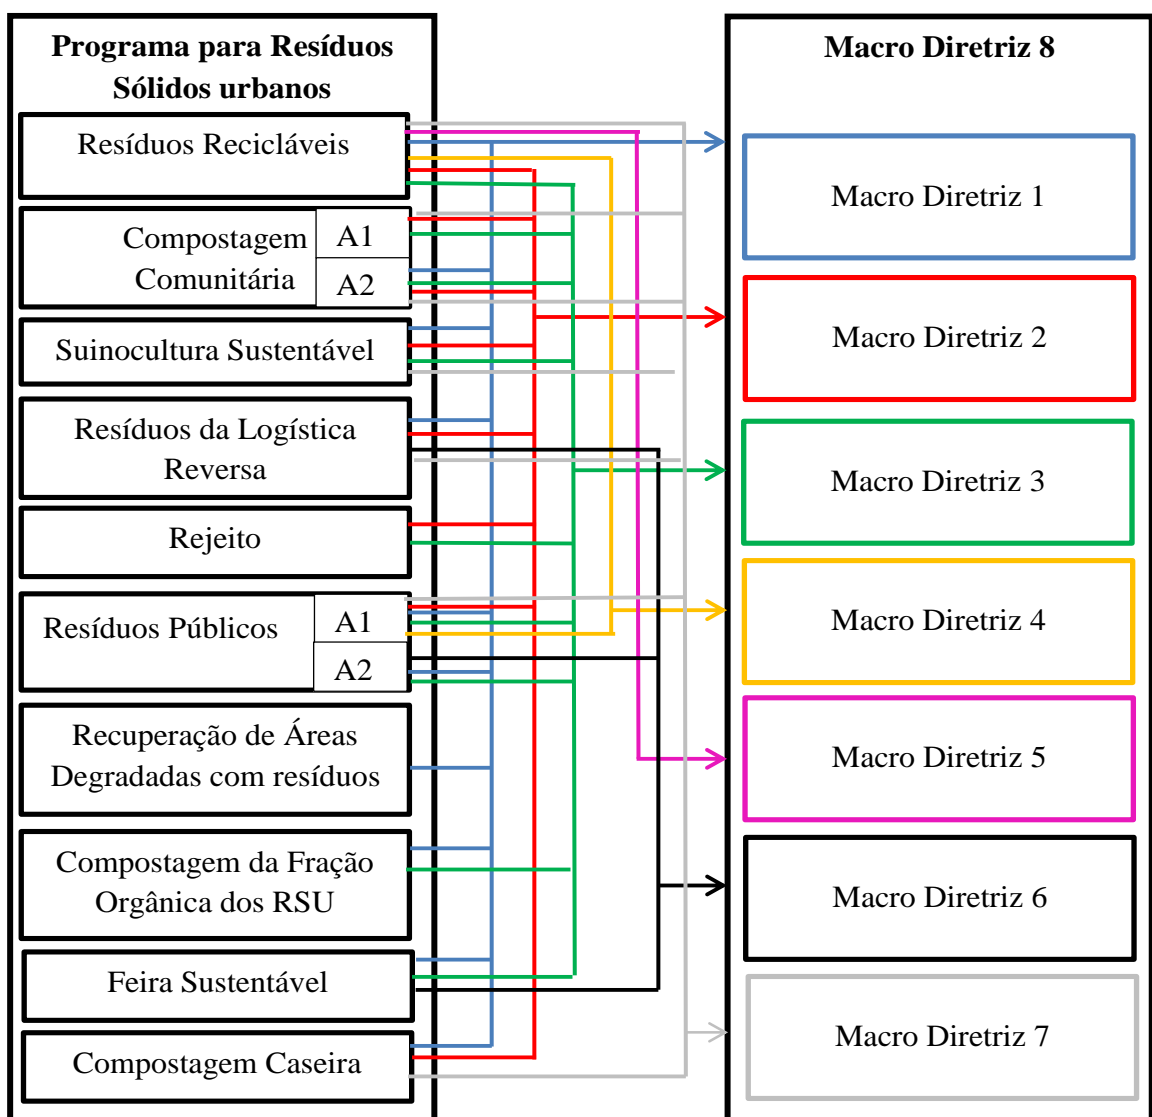 Programa para Resíduos
Sólidos urbanos
Resíduos Recicláveis
Compostagem
Comunitária
A1
A2
Suinocultura Sustentável
Resíduos da Logística
Reversa
Rejeito
Resíduos Públicos
A1
A2
Recuperação de Áreas
Degradadas com resíduos
Compostagem da Fração
Orgânica dos RSU
Feira Sustentável
Compostagem Caseira
Macro Diretriz 8
Macro Diretriz 1
Macro Diretriz 2
Macro Diretriz 3
Macro Diretriz 4
Macro Diretriz 5
Macro Diretriz 6
Macro Diretriz 7